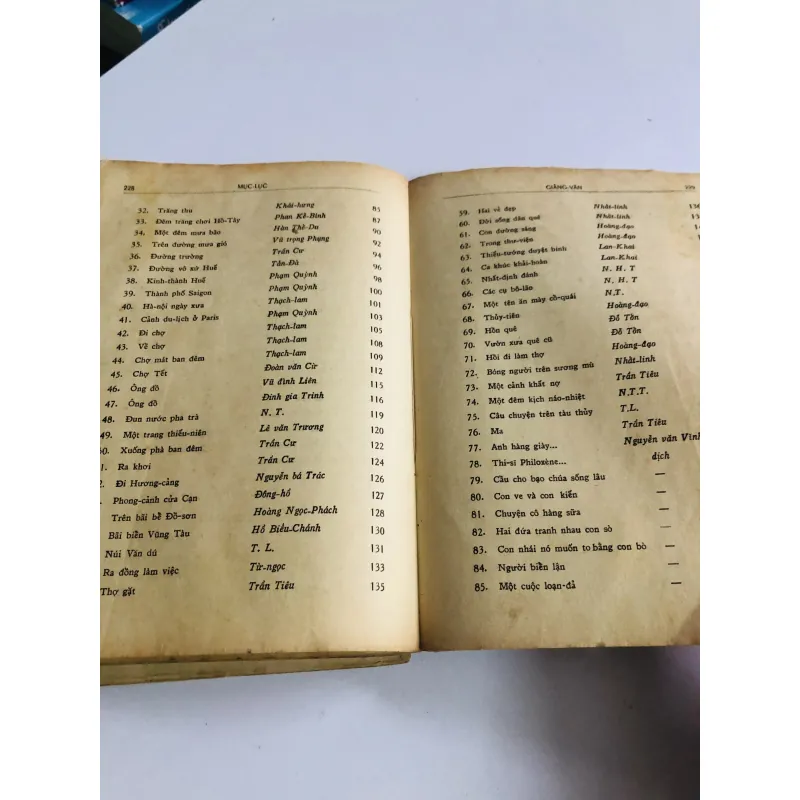 228 MỤC-LỤC
32. Trăng thu Khái-hưng 85
33. Đêm trăng chơi Hồ-Tây Phan Kế-Bính 87
34. Một đêm mưa bão Hàn Thế-Du 90
35. Trên đường mưa gió Vũ trọng Phụng 92
36. Đường trường Trần Cư 94
37. Đường vô xứ Huế Tản-Đà 96
38. Kinh-thành Huế Phạm Quỳnh 98
39. Thành phố Saigon Phạm Quỳnh 100
40. Hà-nội ngày xưa Thạch-lam 101
41. Cảnh du-lịch ở Paris Phạm Quỳnh 103
42. Đi chợ Thạch-lam 105
43. Về chợ Thạch-lam 108
44. Chợ mát ban đêm Thạch-lam 109
45. Chợ Tết Đoàn văn Cừ 112
46. Ông đồ Vũ đình Liên 115
47. Ông đồ Đinh gia Trinh 116
48. Đun nước pha trà N. T. 119
49. Một trang thiếu-niên Lê văn Trương 120
50. Xuống phà ban đêm Trần Cư 122
1. Ra khơi Trần Cư 124
2. Đi Hương-cảng Nguyễn bá Trác 126
Phong-cảnh cửa Cạn Đông-hồ 127
Trên bãi bể Đồ-sơn Hoàng Ngọc-Phách 128
Bãi biển Vũng Tàu Hồ Biểu-Chánh 130
Núi Văn dú T. L. 131
Ra đồng làm việc Từ-ngọc 133
Thợ gặt Trần Tiêu 135
GIẢNG-VĂN 229
59. Hai vẻ đẹp Nhất-linh 136
60. Đời sống dân quê Nhất-linh 13
61. Con đường sáng Hoàng-đạo 14
62. Trong thư-viện Hoàng-đạo 1
63. Thiếu-tướng duyệt binh Lan-Khai
64. Ca khúc khải-hoàn Lan-Khai
65. Nhất-định đánh N. H. T
66. Các cụ bô-lão N. H. T
67. Một tên ăn mày cổ-quái N.T.
68. Thủy-tiên Hoàng-đạo
69. Hồn quê Đỗ Tốn
70. Vườn xưa quê cũ Đỗ Tốn
71. Hồi đi làm thợ Hoàng-đạo
72. Bóng người trên sương mù Nhất-linh
73. Một cảnh khất nợ Trần Tiêu
74. Một đêm kịch náo-nhiệt N.T.T.
75. Câu chuyện trên tàu thủy T.L.
76. Ma Trần Tiêu
77. Anh hàng giày... Nguyễn văn Vĩnh
78. Thi-sĩ Philoxène... dịch
79. Cầu cho bạo chúa sống lâu —
80. Con ve và con kiến —
81. Chuyện cô hàng sữa —
82. Hai đứa tranh nhau con sò —
83. Con nhái nó muốn to bằng con bò —
84. Người biển lận —
85. Một cuộc loạn-đả —